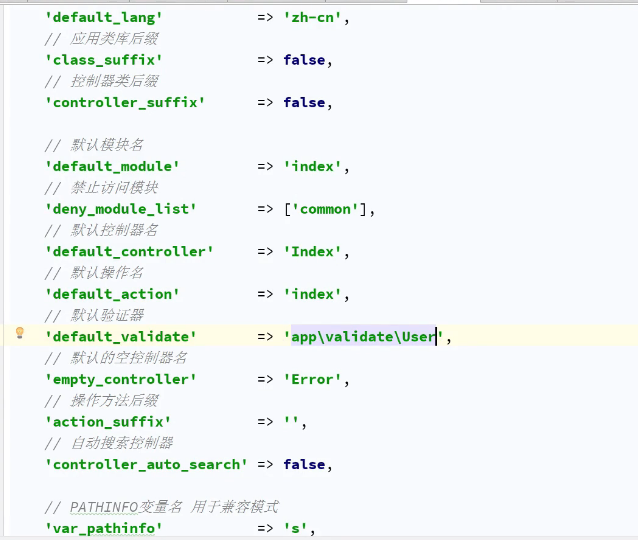 'default_lang' => 'zh-cn',
// 应用类库后缀
'class_suffix' => false,
// 控制器类后缀
'controller_suffix' => false,
// 默认模块名
'default_module' => 'index',
// 禁止访问模块
'deny_module_list' => ['common'],
// 默认控制器名
'default_controller' => 'Index',
// 默认操作名
'default_action' => 'index',
// 默认验证器
'default_validate' => 'app\validate\User',
// 默认的空控制器名
'empty_controller' => 'Error',
// 操作方法后缀
'action_suffix' => '',
// 自动搜索控制器
'controller_auto_search' => false,
// PATHINFO变量名 用于兼容模式
'var_pathinfo' => 's',